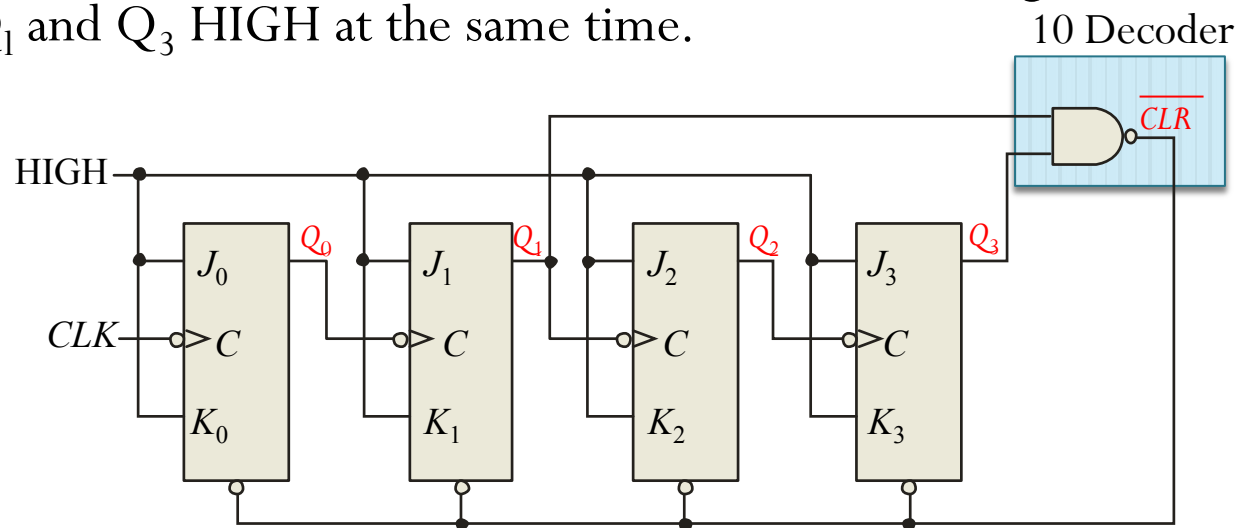 and Q₃ HIGH at the same time.
10 Decoder
CLR
HIGH
Q₀ Q₁ Q₂ Q₃
J₀ J₁ J₂ J₃
CLK C C C C
K₀ K₁ K₂ K₃